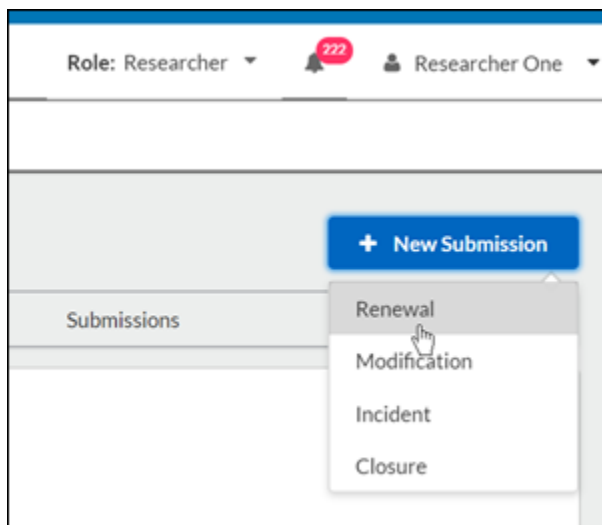 Role: Researcher 222 Researcher One
+ New Submission
Submissions
Renewal
Modification
Incident
Closure